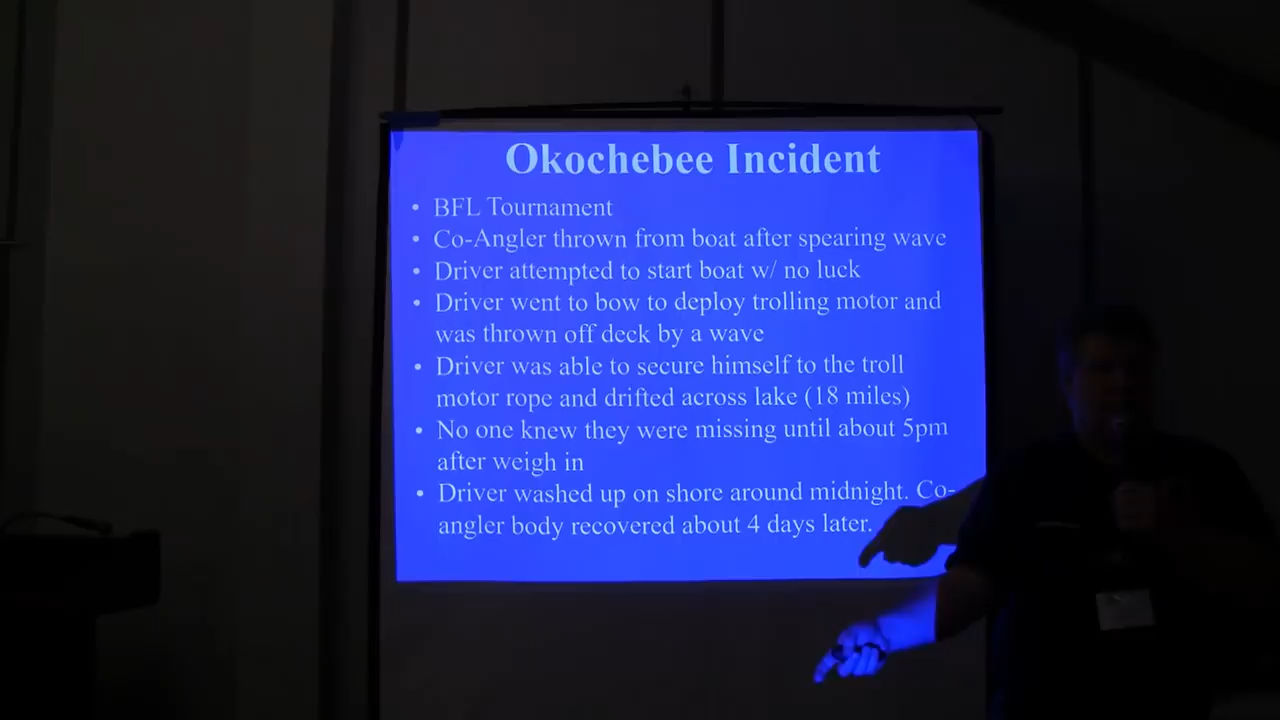 Okochebee Incident
• BFL Tournament
• Co-Angler thrown from boat after spearing wave
• Driver attempted to start boat w/ no luck
• Driver went to bow to deploy trolling motor and
was thrown off deck by a wave
• Driver was able to secure himself to the troll
motor rope and drifted across lake (18 miles)
• No one knew they were missing until about 5pm
after weigh in
• Driver washed up on shore around midnight. Co-
angler body recovered about 4 days later.